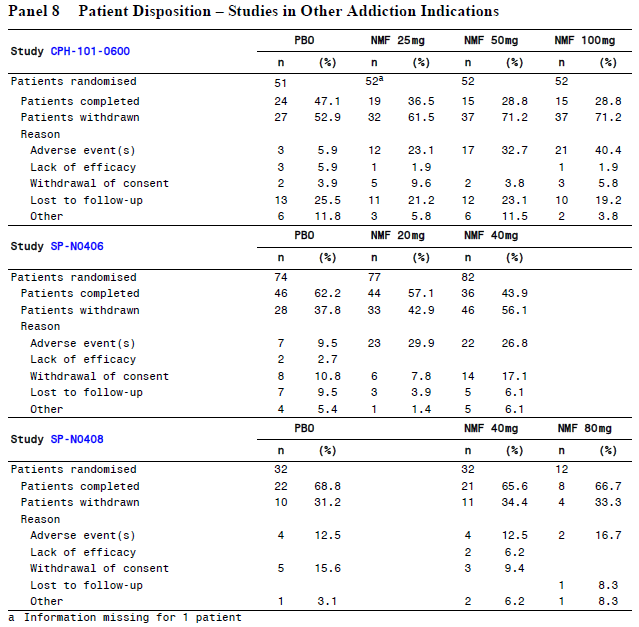 Panel 8 Patient Disposition – Studies in Other Addiction Indications
PBO NMF 25mg NMF 50mg NMF 100mg
Study CPH-101-0600
n (%) n (%) n (%) n (%)
Patients randomised 51 52a 52 52
Patients completed 24 47.1 19 36.5 15 28.8 15 28.8
Patients withdrawn 27 52.9 32 61.5 37 71.2 37 71.2
Reason
Adverse event(s) 3 5.9 12 23.1 17 32.7 21 40.4
Lack of efficacy 3 5.9 1 1.9 1 1.9
Withdrawal of consent 2 3.9 5 9.6 2 3.8 3 5.8
Lost to follow-up 13 25.5 11 21.2 12 23.1 10 19.2
Other 6 11.8 3 5.8 6 11.5 2 3.8
PBO NMF 20mg NMF 40mg
Study SP-N0406
n (%) n (%) n (%)
Patients randomised 74 77 82
Patients completed 46 62.2 44 57.1 36 43.9
Patients withdrawn 28 37.8 33 42.9 46 56.1
Reason
Adverse event(s) 7 9.5 23 29.9 22 26.8
Lack of efficacy 2 2.7
Withdrawal of consent 8 10.8 6 7.8 14 17.1
Lost to follow-up 7 9.5 3 3.9 5 6.1
Other 4 5.4 1 1.4 5 6.1
PBO NMF 40mg NMF 80mg
Study SP-N0408
n (%) n (%) n (%)
Patients randomised 32 32 12
Patients completed 22 68.8 21 65.6 8 66.7
Patients withdrawn 10 31.2 11 34.4 4 33.3
Reason
Adverse event(s) 4 12.5 4 12.5 2 16.7
Lack of efficacy 2 6.2
Withdrawal of consent 5 15.6 3 9.4
Lost to follow-up 1 8.3
Other 1 3.1 2 6.2 1 8.3
a Information missing for 1 patient